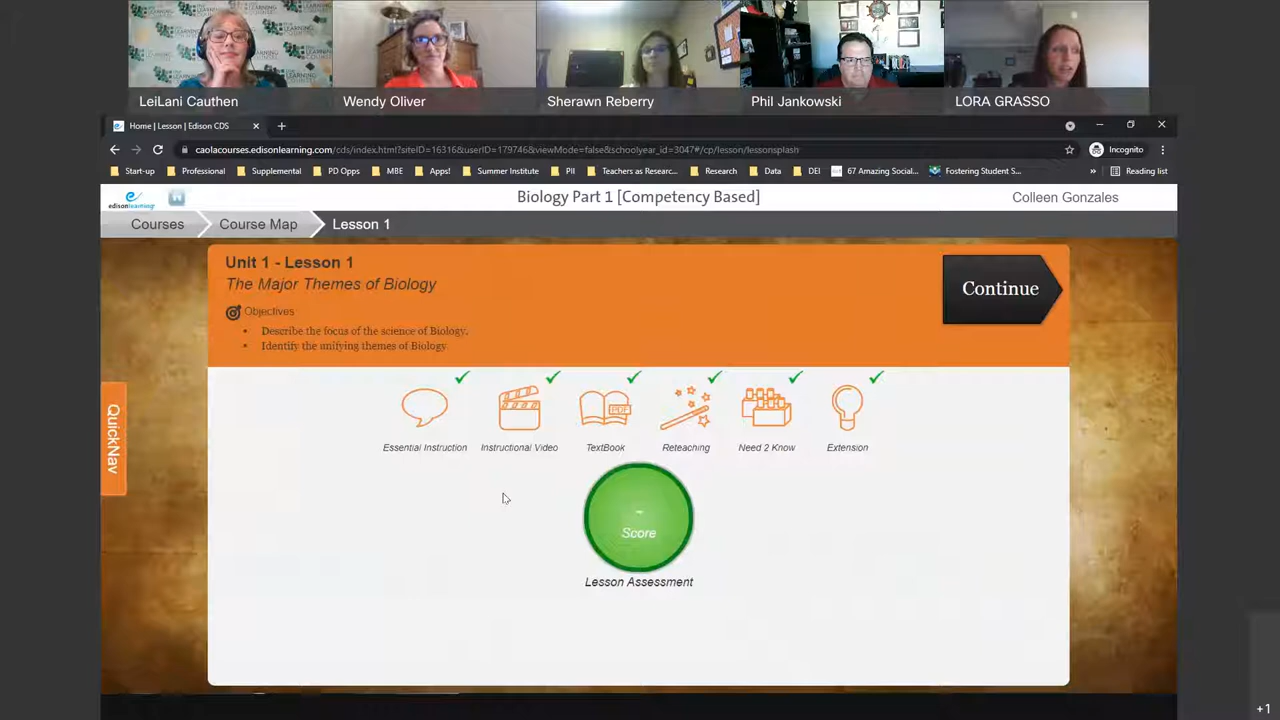 LeiLani Cauthen
Wendy Oliver
Sherawn Reberry
Phil Jankowski
LORA GRASSO
Home | Lesson | Edison CDS
caolacourses.edisonlearning.com/cds/index.html?siteID=16316&userID=179746&viewMode=false&schoolyear_id=3047#/cp/lesson/lessonsplash
Incognito
Start-up
Professional
Supplemental
PD Opps
MBE
Apps!
Summer Institute
PII
Teachers as Researc...
Research
Data
DEI
67 Amazing Social...
Fostering Student S...
»
Reading list
edisonlearning
Biology Part 1 [Competency Based]
Colleen Gonzales
Courses
Course Map
Lesson 1
Unit 1 - Lesson 1
The Major Themes of Biology
Objectives
• Describe the focus of the science of Biology.
• Identify the unifying themes of Biology
Continue
QuickNav
PDF
Essential Instruction
Instructional Video
TextBook
Reteaching
Need 2 Know
Extension
-
Score
Lesson Assessment
+1